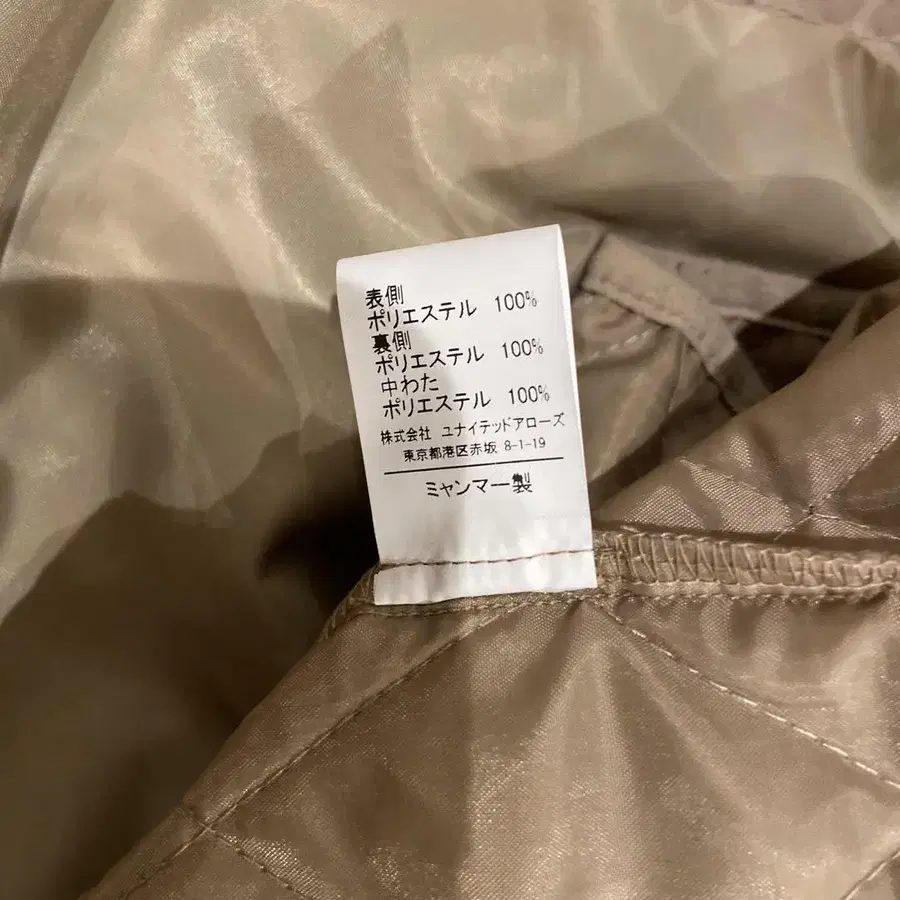 表側
ポリエステル 100%
裏側
ポリエステル 100%
中わた
ポリエステル 100%
株式会社 ユナイテッドアローズ
東京都港区赤坂 8-1-19
ミャンマー製